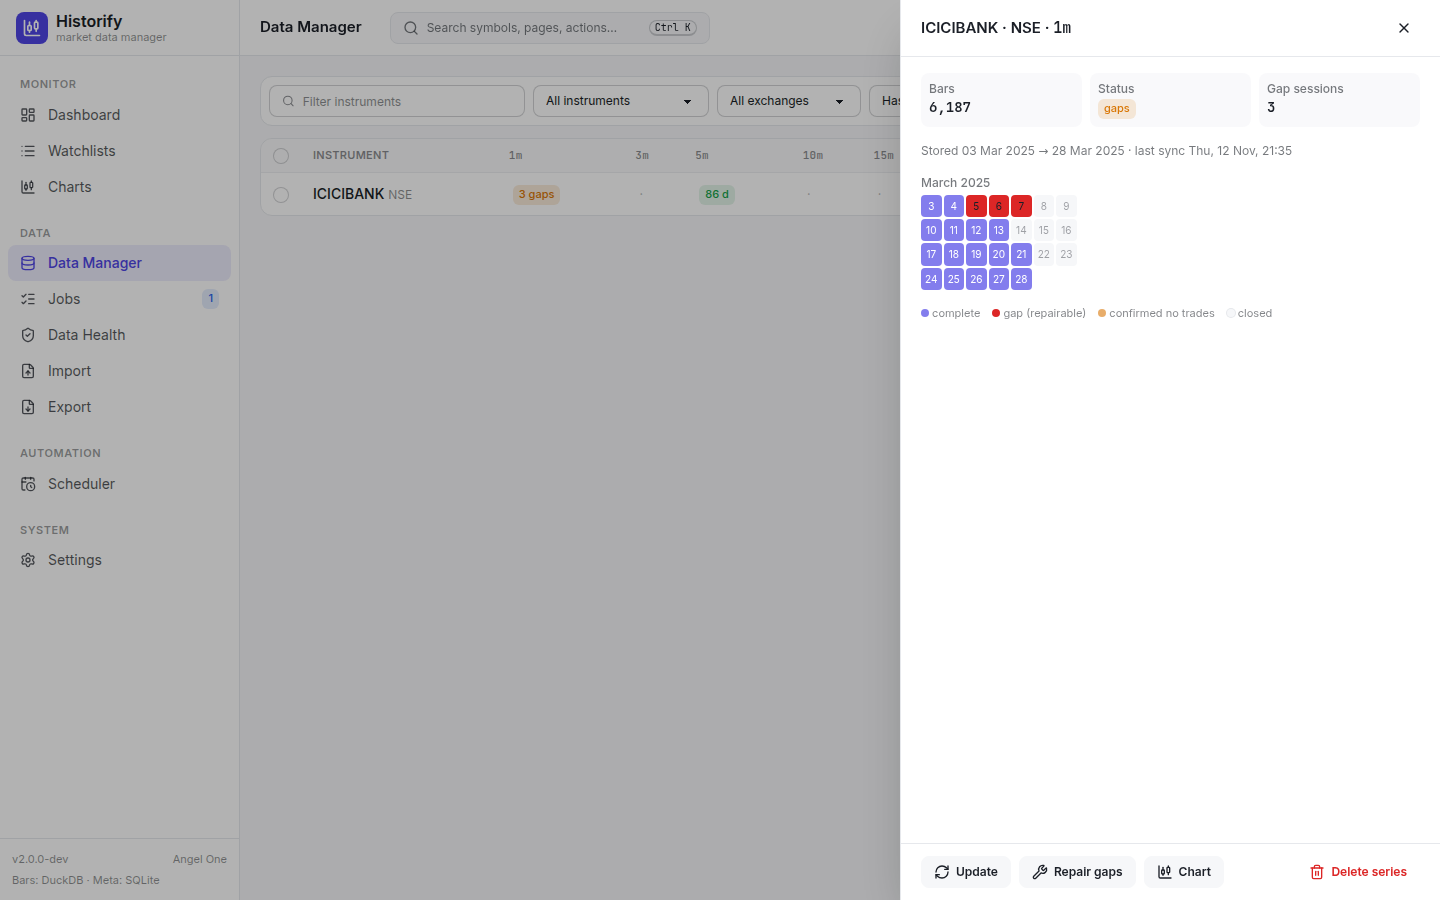 Historify
market data manager
MONITOR
Dashboard
Watchlists
Charts
DATA
Data Manager
Jobs 1
Data Health
Import
Export
AUTOMATION
Scheduler
SYSTEM
Settings
v2.0.0-dev Angel One
Bars: DuckDB · Meta: SQLite
Data Manager Search symbols, pages, actions... Ctrl K
Filter instruments All instruments All exchanges Has
INSTRUMENT 1m 3m 5m 10m 15m
ICICIBANK NSE 3 gaps · 86 d · ·
ICICIBANK · NSE · 1m
Bars Status Gap sessions
6,187 gaps 3
Stored 03 Mar 2025 → 28 Mar 2025 · last sync Thu, 12 Nov, 21:35
March 2025
3 4 5 6 7 8 9
10 11 12 13 14 15 16
17 18 19 20 21 22 23
24 25 26 27 28
complete gap (repairable) confirmed no trades closed
Update Repair gaps Chart Delete series